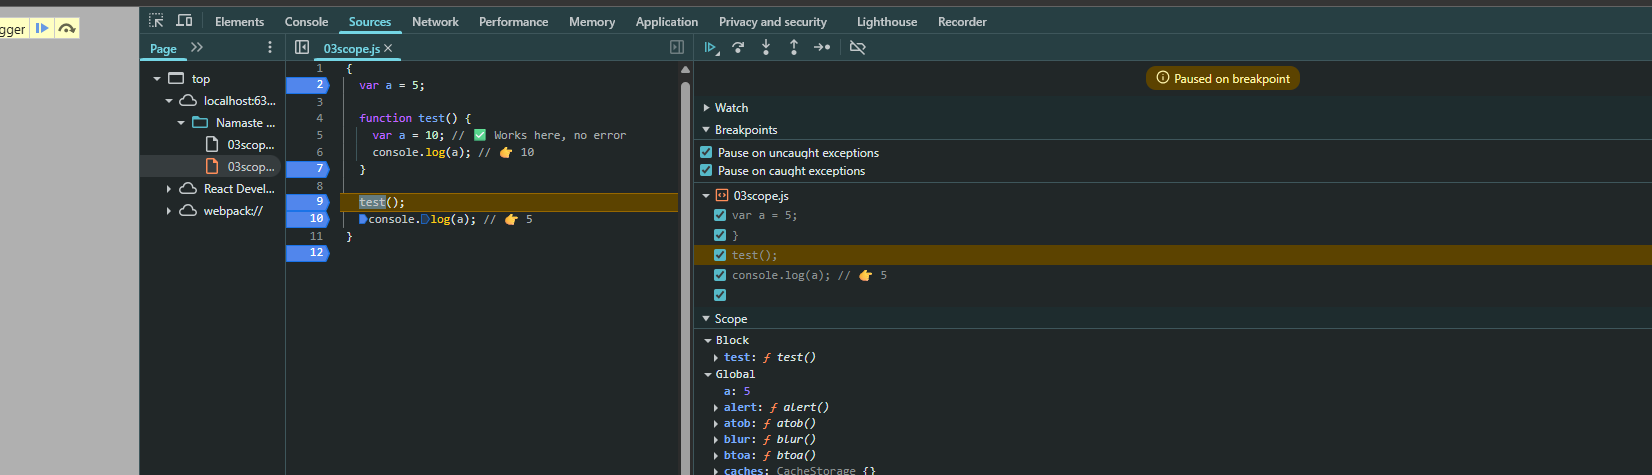 gger
Elements Console Sources Network Performance Memory Application Privacy and security Lighthouse Recorder
Page
top
localhost:63...
Namaste ...
03scop...
03scop...
React Devel...
webpack://
03scope.js
1 {
2 var a = 5;
3
4 function test() {
5 var a = 10; // ✅ Works here, no error
6 console.log(a); // 👉 10
7 }
8
9 test();
10 console.log(a); // 👉 5
11 }
12
Paused on breakpoint
Watch
Breakpoints
Pause on uncaught exceptions
Pause on caught exceptions
03scope.js
var a = 5;
}
test();
console.log(a); // 👉 5
Scope
Block
test: ƒ test()
Global
a: 5
alert: ƒ alert()
atob: ƒ atob()
blur: ƒ blur()
btoa: ƒ btoa()
caches: CacheStorage {}